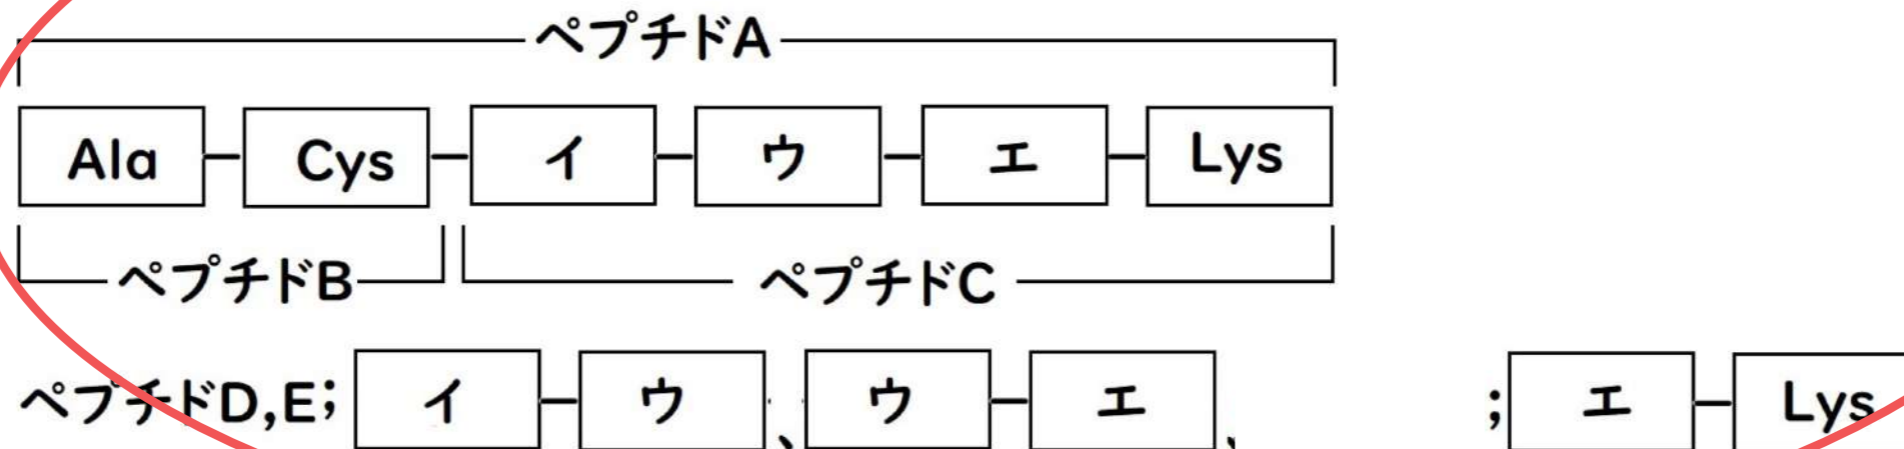 ペプチドA
Ala Cys イ ウ エ Lys
ペプチドB ペプチドC
ペプチドD,E; イ ウ 、 ウ エ 、 ; エ Lys